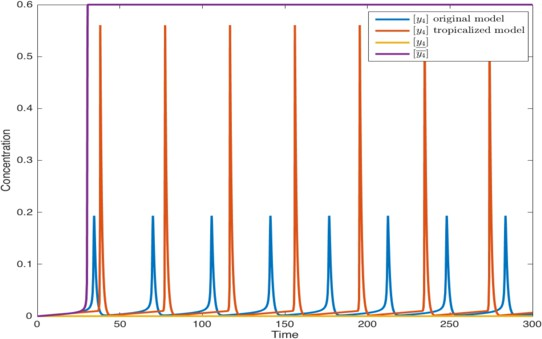 0.6
[y₄] original model
[y₄] tropicalized model
[y₄]
[y₄]
0.5
0.4
0.3
0.2
0.1
0
0 50 100 150 200 250 300
Concentration
Time